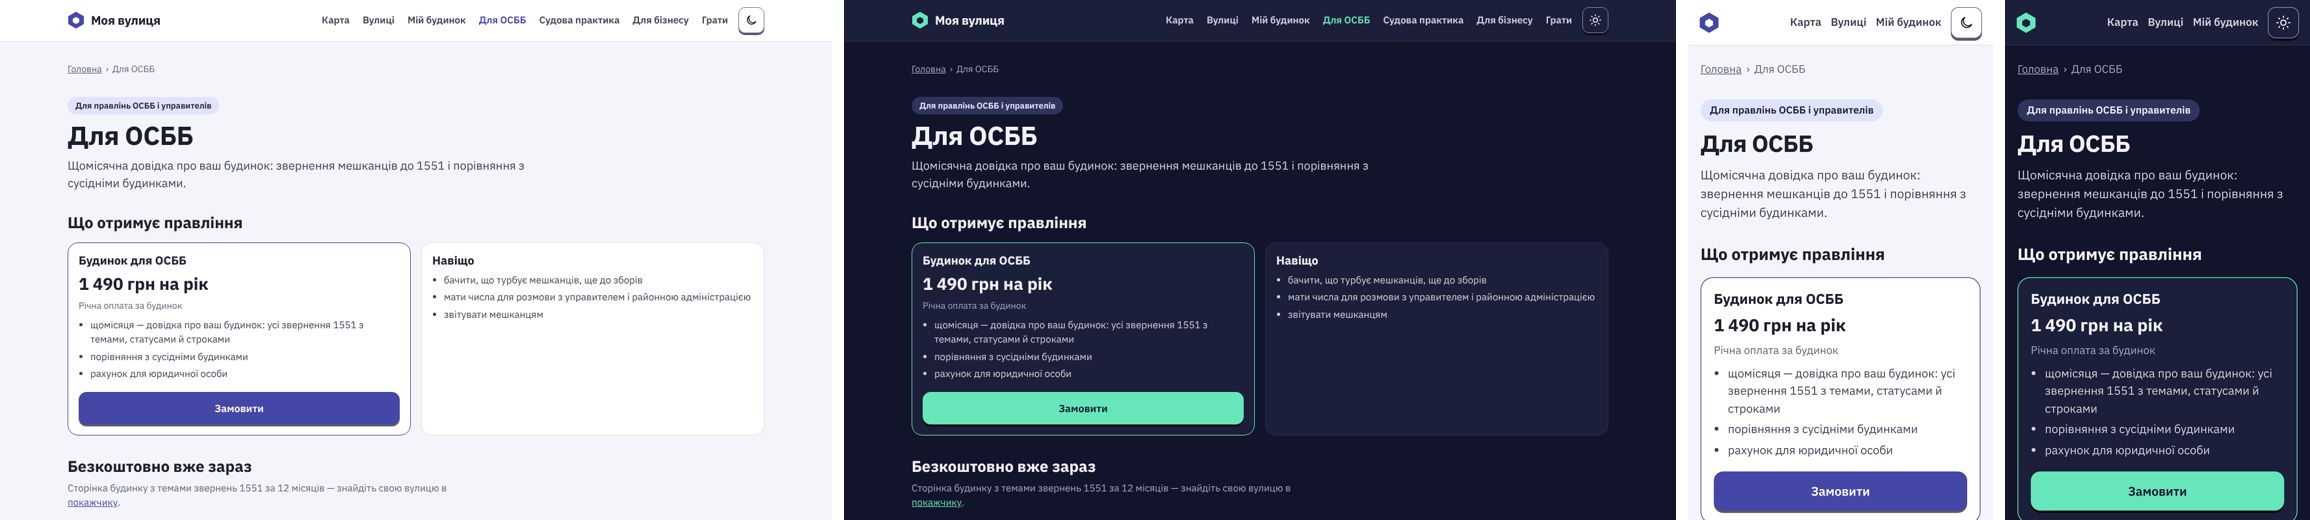 Моя вулиця
Карта Вулиці Мій будинок Для ОСББ Судова практика Для бізнесу Грати
Головна › Для ОСББ
Для правлінь ОСББ і управителів
Для ОСББ
Щомісячна довідка про ваш будинок: звернення мешканців до 1551 і порівняння з
сусідніми будинками.
Що отримує правління
Будинок для ОСББ
1 490 грн на рік
Річна оплата за будинок
• щомісяця — довідка про ваш будинок: усі звернення 1551 з
темами, статусами й строками
• порівняння з сусідніми будинками
• рахунок для юридичної особи
Замовити
Навіщо
• бачити, що турбує мешканців, ще до зборів
• мати числа для розмови з управителем і районною адміністрацією
• звітувати мешканцям
Безкоштовно вже зараз
Сторінка будинку з темами звернень 1551 за 12 місяців — знайдіть свою вулицю в
покажчику.
Моя вулиця
Карта Вулиці Мій будинок Для ОСББ Судова практика Для бізнесу Грати
Головна › Для ОСББ
Для правлінь ОСББ і управителів
Для ОСББ
Щомісячна довідка про ваш будинок: звернення мешканців до 1551 і порівняння з
сусідніми будинками.
Що отримує правління
Будинок для ОСББ
1 490 грн на рік
Річна оплата за будинок
• щомісяця — довідка про ваш будинок: усі звернення 1551 з
темами, статусами й строками
• порівняння з сусідніми будинками
• рахунок для юридичної особи
Замовити
Навіщо
• бачити, що турбує мешканців, ще до зборів
• мати числа для розмови з управителем і районною адміністрацією
• звітувати мешканцям
Безкоштовно вже зараз
Сторінка будинку з темами звернень 1551 за 12 місяців — знайдіть свою вулицю в
покажчику.
Карта Вулиці Мій будинок
Головна › Для ОСББ
Для правлінь ОСББ і управителів
Для ОСББ
Щомісячна довідка про ваш будинок:
звернення мешканців до 1551 і порівняння з
сусідніми будинками.
Що отримує правління
Будинок для ОСББ
1 490 грн на рік
Річна оплата за будинок
• щомісяця — довідка про ваш будинок: усі
звернення 1551 з темами, статусами й
строками
• порівняння з сусідніми будинками
• рахунок для юридичної особи
Замовити
Карта Вулиці Мій будинок
Головна › Для ОСББ
Для правлінь ОСББ і управителів
Для ОСББ
Щомісячна довідка про ваш будинок:
звернення мешканців до 1551 і порівняння з
сусідніми будинками.
Що отримує правління
Будинок для ОСББ
1 490 грн на рік
Річна оплата за будинок
• щомісяця — довідка про ваш будинок: усі
звернення 1551 з темами, статусами й
строками
• порівняння з сусідніми будинками
• рахунок для юридичної особи
Замовити